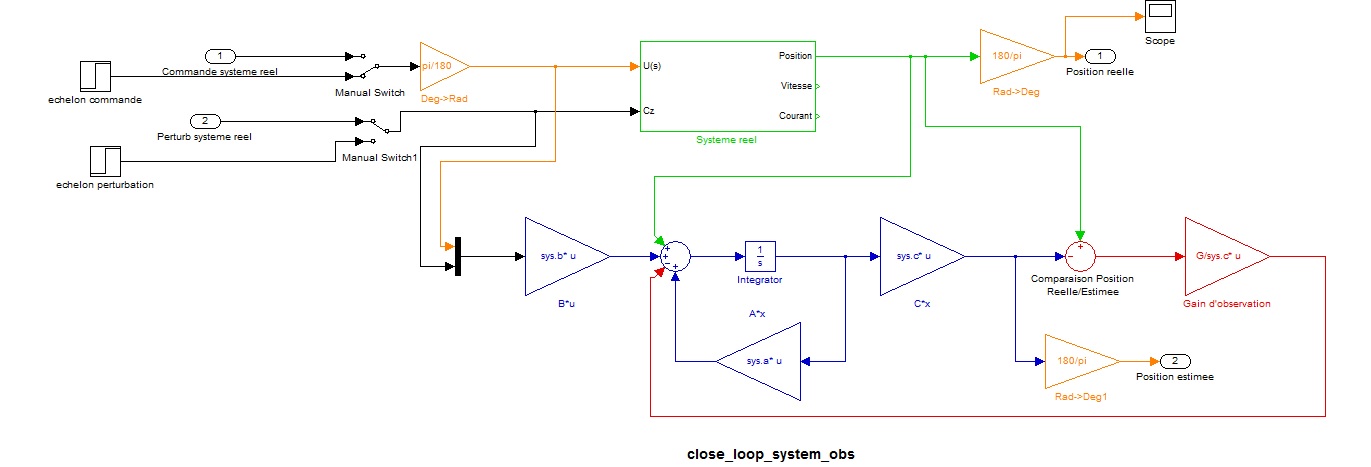 Scope
1
Commande systeme reel
echelon commande
Manual Switch
pi/180
Deg->Rad
U(s)
Cz
Position
Vitesse
Courant
Systeme reel
180/pi
Rad->Deg
1
Position reelle
2
Perturb systeme reel
Manual Switch1
echelon perturbation
sys.b* u
B*u
+
+
−
+
1
s
Integrator
sys.c* u
C*x
+
−
Comparaison Position
Reelle/Estimee
G/sys.c* u
Gain d'observation
A*x
sys.a* u
180/pi
Rad->Deg1
2
Position estimee
close_loop_system_obs